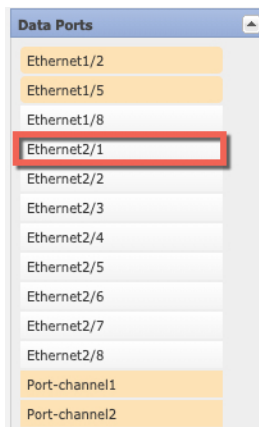 Data Ports
Ethernet1/2
Ethernet1/5
Ethernet1/8
Ethernet2/1
Ethernet2/2
Ethernet2/3
Ethernet2/4
Ethernet2/5
Ethernet2/6
Ethernet2/7
Ethernet2/8
Port-channel1
Port-channel2